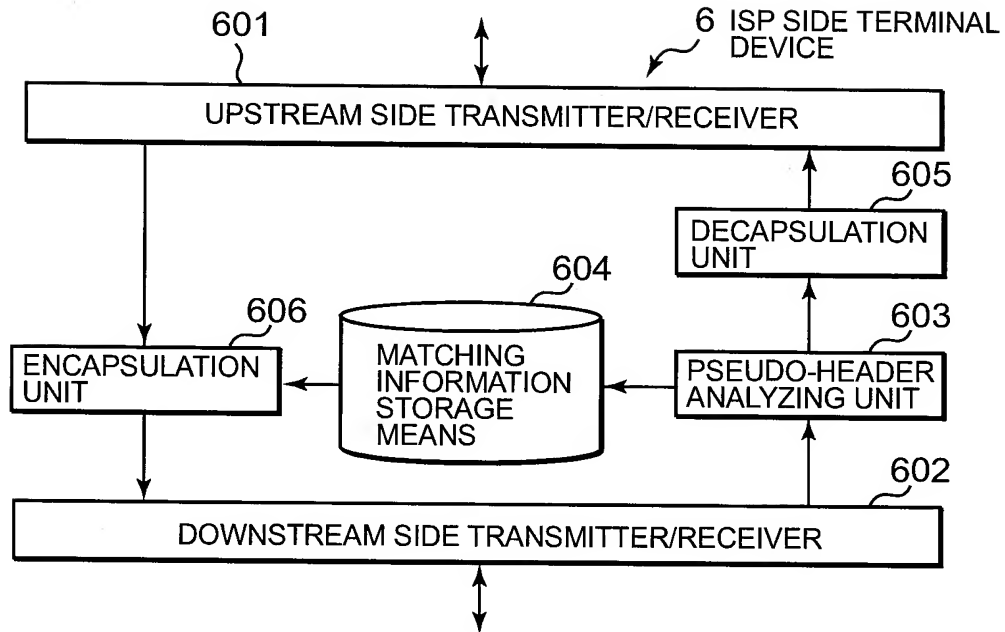 601
6 ISP SIDE TERMINAL
DEVICE
UPSTREAM SIDE TRANSMITTER/RECEIVER
605
DECAPSULATION
UNIT
604
606
603
ENCAPSULATION
UNIT
MATCHING
INFORMATION
STORAGE
MEANS
PSEUDO-HEADER
ANALYZING UNIT
602
DOWNSTREAM SIDE TRANSMITTER/RECEIVER